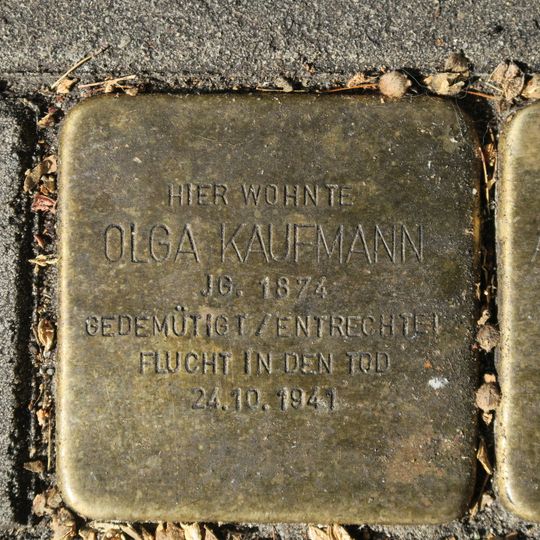 HIER WOHNTE
OLGA KAUFMANN
JG. 1874
GEDEMÜTIGT / ENTRECHTET
FLUCHT IN DEN TOD
24.10.1941